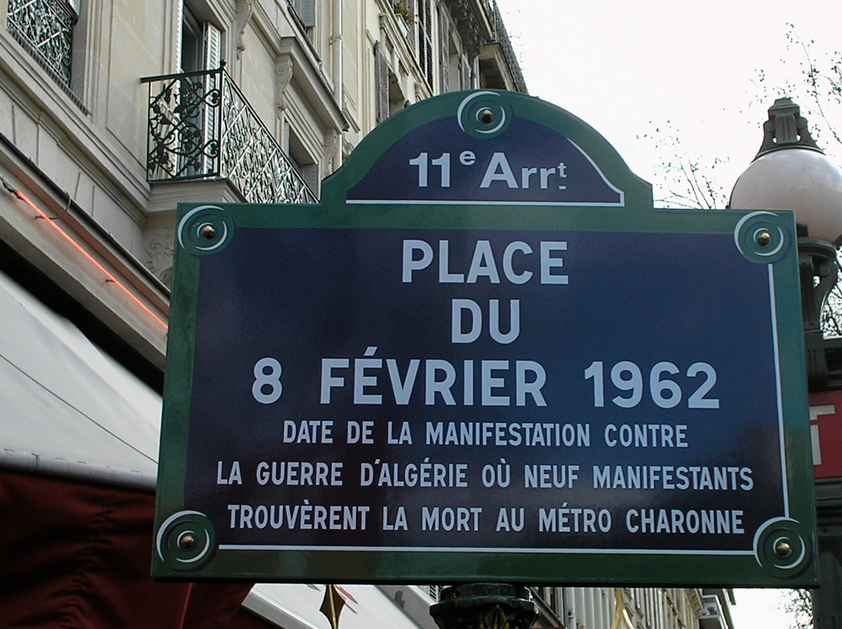 11e Arrt
PLACE
DU
8 FÉVRIER 1962
DATE DE LA MANIFESTATION CONTRE
LA GUERRE D'ALGÉRIE OÙ NEUF MANIFESTANTS
TROUVÈRENT LA MORT AU MÉTRO CHARONNE